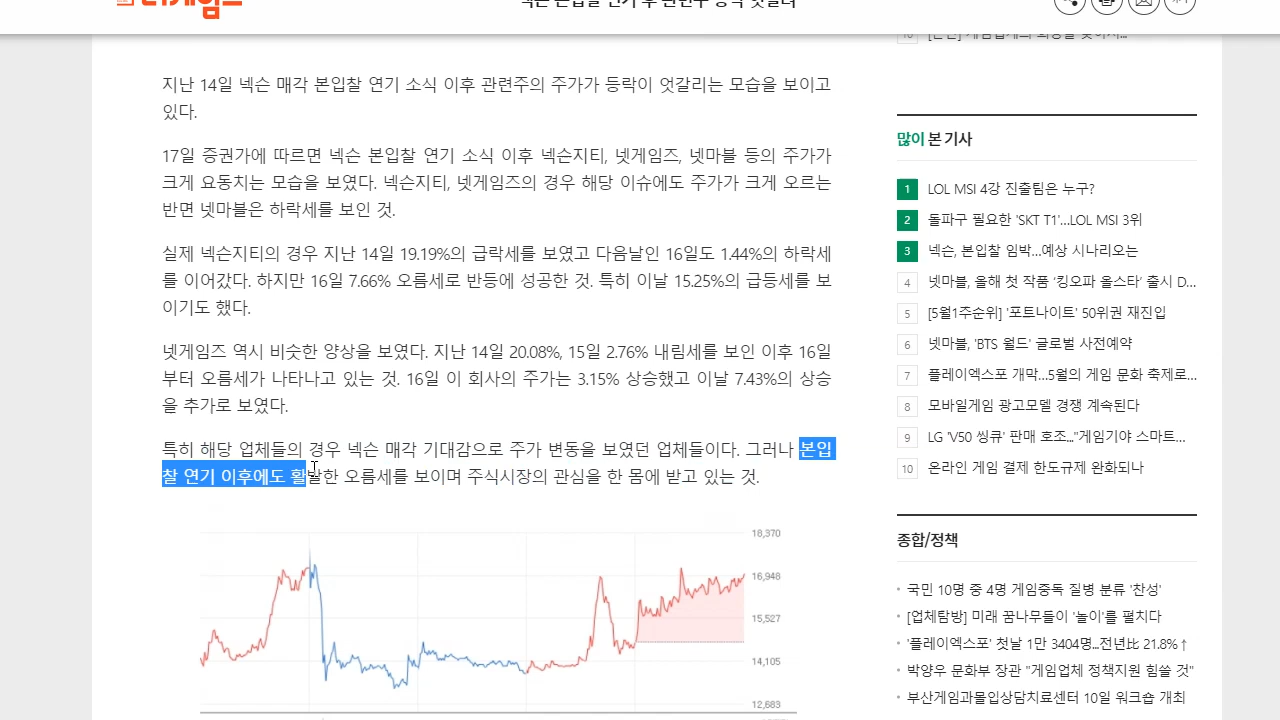 지난 14일 넥슨 매각 본입찰 연기 소식 이후 관련주의 주가가 등락이 엇갈리는 모습을 보이고
있다.
17일 증권가에 따르면 넥슨 본입찰 연기 소식 이후 넥슨지티, 넷게임즈, 넷마블 등의 주가가
크게 요동치는 모습을 보였다. 넥슨지티, 넷게임즈의 경우 해당 이슈에도 주가가 크게 오르는
반면 넷마블은 하락세를 보인 것.
실제 넥슨지티의 경우 지난 14일 19.19%의 급락세를 보였고 다음날인 16일도 1.44%의 하락세
를 이어갔다. 하지만 16일 7.66% 오름세로 반등에 성공한 것. 특히 이날 15.25%의 급등세를 보
이기도 했다.
넷게임즈 역시 비슷한 양상을 보였다. 지난 14일 20.08%, 15일 2.76% 내림세를 보인 이후 16일
부터 오름세가 나타나고 있는 것. 16일 이 회사의 주가는 3.15% 상승했고 이날 7.43%의 상승
을 추가로 보였다.
특히 해당 업체들의 경우 넥슨 매각 기대감으로 주가 변동을 보였던 업체들이다. 그러나 본입
찰 연기 이후에도 활발한 오름세를 보이며 주식시장의 관심을 한 몸에 받고 있는 것.
18,370
16,948
15,527
14,105
12,683
많이 본 기사
1 LOL MSI 4강 진출팀은 누구?
2 돌파구 필요한 'SKT T1'...LOL MSI 3위
3 넥슨, 본입찰 임박...예상 시나리오는
4 넷마블, 올해 첫 작품 '킹오파 올스타' 출시 D...
5 [5월1주순위] '포트나이트' 50위권 재진입
6 넷마블, 'BTS 월드' 글로벌 사전예약
7 플레이엑스포 개막...5월의 게임 문화 축제로...
8 모바일게임 광고모델 경쟁 계속된다
9 LG 'V50 씽큐' 판매 호조..."게임기야 스마트...
10 온라인 게임 결제 한도규제 완화되나
종합/정책
국민 10명 중 4명 게임중독 질병 분류 '찬성'
[업체탐방] 미래 꿈나무들이 '놀이'를 펼치다
'플레이엑스포' 첫날 1만 3404명...전년比 21.8%↑
박양우 문화부 장관 "게임업체 정책지원 힘쓸 것"
부산게임과몰입상담치료센터 10일 워크숍 개최